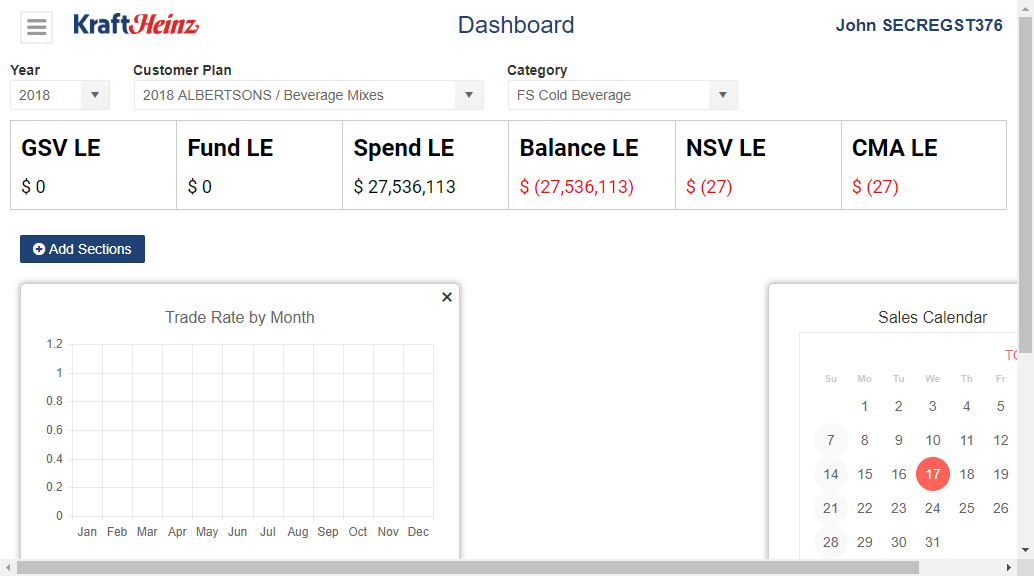 KraftHeinz
Dashboard
John SECREGST376
Year
Customer Plan
Category
2018
2018 ALBERTSONS / Beverage Mixes
FS Cold Beverage
GSV LE
Fund LE
Spend LE
Balance LE
NSV LE
CMA LE
$ 0
$ 0
$ 27,536,113
$ (27,536,113)
$ (27)
$ (27)
Add Sections
Trade Rate by Month
1.2
1
0.8
0.6
0.4
0.2
0
Jan Feb Mar Apr May Jun Jul Aug Sep Oct Nov Dec
Sales Calendar
Su Mo Tu We Th Fr
1 2 3 4 5
7 8 9 10 11 12
14 15 16 17 18 19
21 22 23 24 25 26
28 29 30 31